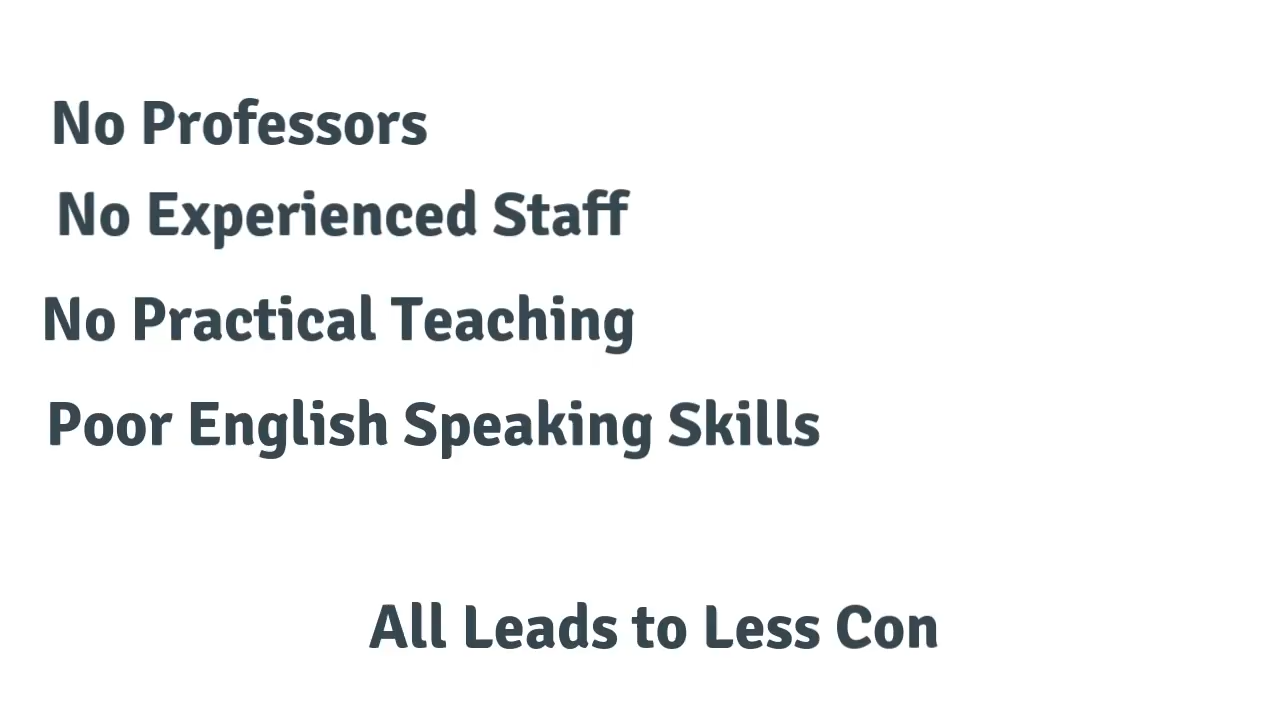 No Professors
No Experienced Staff
No Practical Teaching
Poor English Speaking Skills
All Leads to Less Con